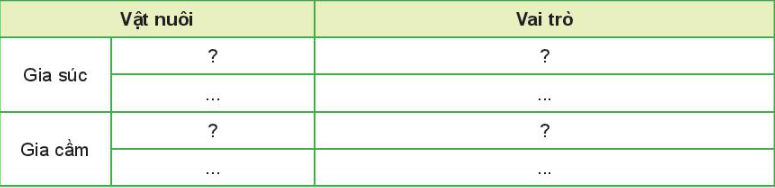 Vật nuôi Vai trò
Gia súc
? ?
... ...
Gia cầm
? ?
... ...